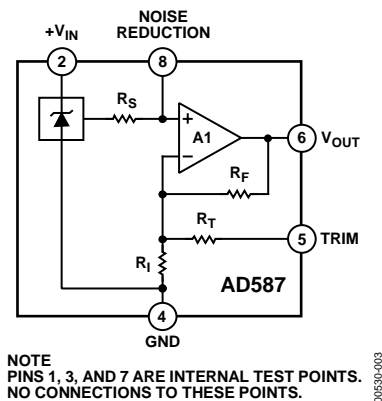 NOISE
REDUCTION
+VIN
2
8
RS
+
A1
−
6
VOUT
RF
RT
5
TRIM
RI
AD587
4
GND
NOTE
PINS 1, 3, AND 7 ARE INTERNAL TEST POINTS.
NO CONNECTIONS TO THESE POINTS.
00530-003